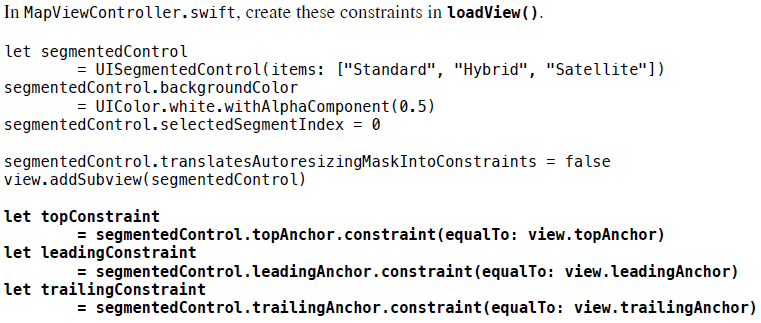 In MapViewController.swift, create these constraints in loadView().
let segmentedControl
= UISegmentedControl(items: ["Standard", "Hybrid", "Satellite"])
segmentedControl.backgroundColor
= UIColor.white.withAlphaComponent(0.5)
segmentedControl.selectedSegmentIndex = 0
segmentedControl.translatesAutoresizingMaskIntoConstraints = false
view.addSubview(segmentedControl)
let topConstraint
= segmentedControl.topAnchor.constraint(equalTo: view.topAnchor)
let leadingConstraint
= segmentedControl.leadingAnchor.constraint(equalTo: view.leadingAnchor)
let trailingConstraint
= segmentedControl.trailingAnchor.constraint(equalTo: view.trailingAnchor)